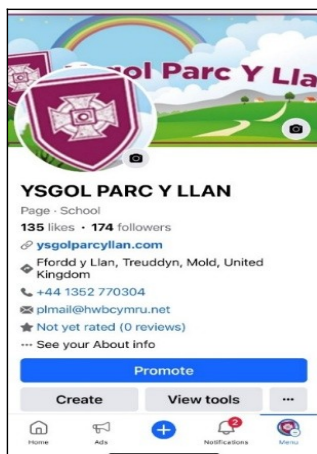 gol Parc Y Lla
YSGOL PARC Y LLAN
Page · School
135 likes · 174 followers
ysgolparcyllan.com
Ffordd y Llan, Treuddyn, Mold, United
Kingdom
+44 1352 770304
plmail@hwbcymru.net
Not yet rated (0 reviews)
··· See your About info
Promote
Create
View tools
···
2
Home
Ads
Notifications
Menu